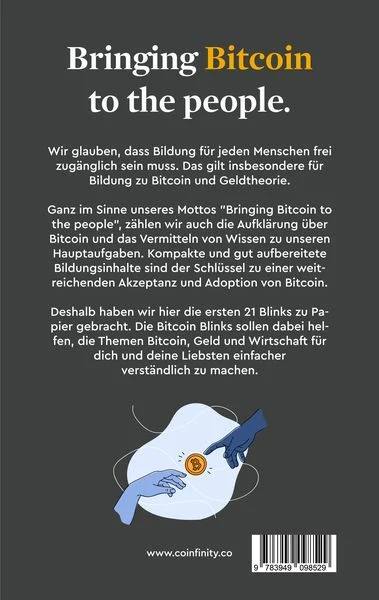 Bringing Bitcoin
to the people.
Wir glauben, dass Bildung für jeden Menschen frei
zugänglich sein muss. Das gilt insbesondere für
Bildung zu Bitcoin und Geldtheorie.
Ganz im Sinne unseres Mottos "Bringing Bitcoin to
the people", zählen wir auch die Aufklärung über
Bitcoin und das Vermitteln von Wissen zu unseren
Hauptaufgaben. Kompakte und gut aufbereitete
Bildungsinhalte sind der Schlüssel zu einer weit-
reichenden Akzeptanz und Adoption von Bitcoin.
Deshalb haben wir hier die ersten 21 Blinks zu Pa-
pier gebracht. Die Bitcoin Blinks sollen dabei hel-
fen, die Themen Bitcoin, Geld und Wirtschaft für
dich und deine Liebsten einfacher
verständlich zu machen.
www.coinfinity.co
9 783949 098529